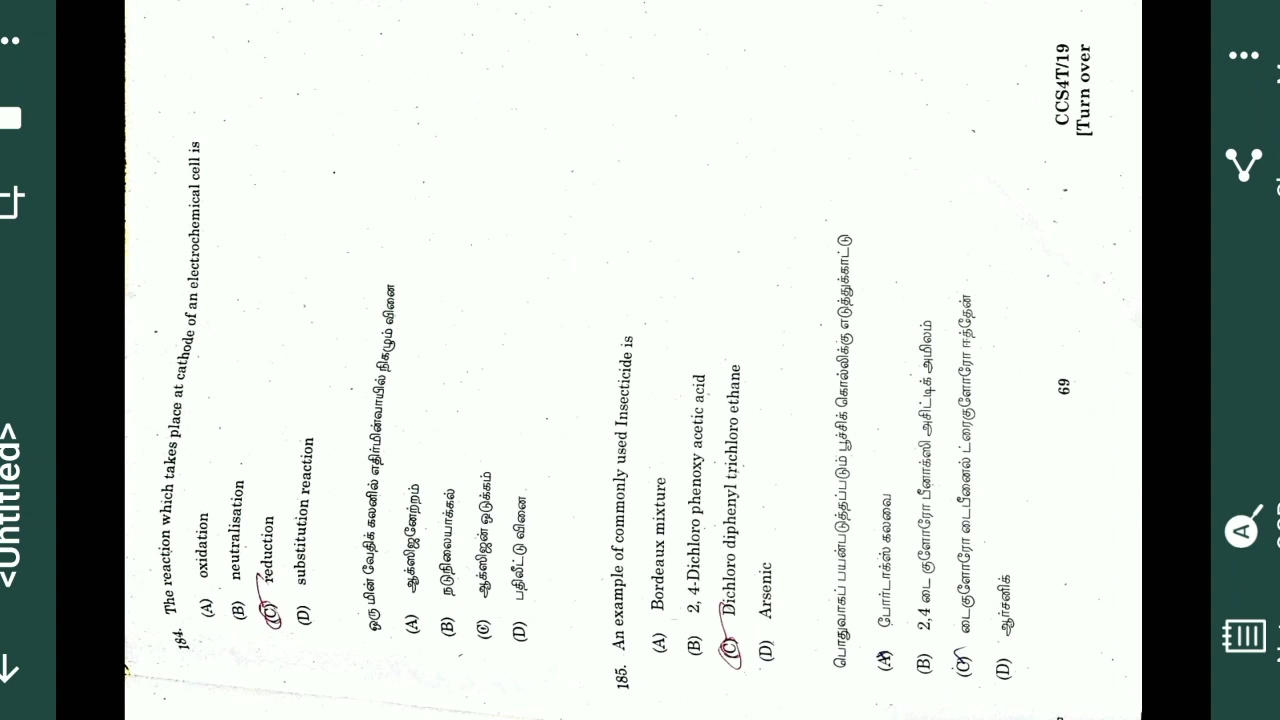 <Untitled>
184. The reaction which takes place at cathode of an electrochemical cell is
(A) oxidation
(B) neutralisation
(C) reduction
(D) substitution reaction
ஒரு மின் வேதிக் கலனில் எதிர்மின்வாயில் நிகழும் வினை
(A) ஆக்ஸிஜனேற்றம்
(B) நடுநிலையாக்கல்
(C) ஆக்ஸிஜன் ஒடுக்கம்
(D) பதிலீட்டு வினை
185. An example of commonly used Insecticide is
(A) Bordeaux mixture
(B) 2, 4-Dichloro phenoxy acetic acid
(C) Dichloro diphenyl trichloro ethane
(D) Arsenic
பொதுவாகப் பயன்படுத்தப்படும் பூச்சிக் கொல்லிக்கு எடுத்துக்காட்டு
(A) போர்டாக்ஸ் கலவை
(B) 2,4 டை குளோரோ பீனாக்ஸி அசிட்டிக் அமிலம்
(C) டைகுளோரோ டைபீனைல் ட்ரைகுளோரோ ஈத்தேன்
(D) ஆர்சனிக்
69
CCS4T/19
[Turn over